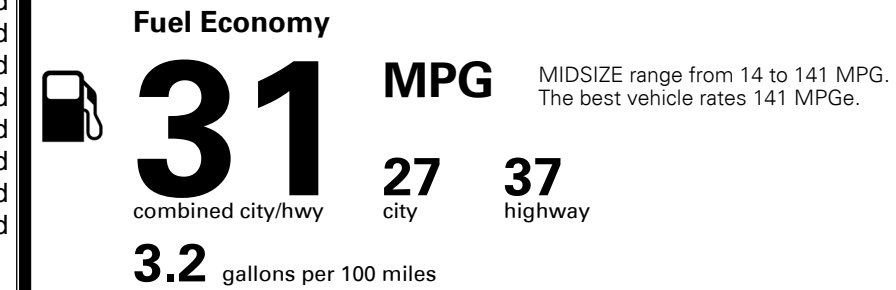 d
d
d
d
d
d
d
d
Fuel Economy
31 MPG
MIDSIZE range from 14 to 141 MPG.
The best vehicle rates 141 MPGe.
27 37
combined city/hwy city highway
3.2 gallons per 100 miles